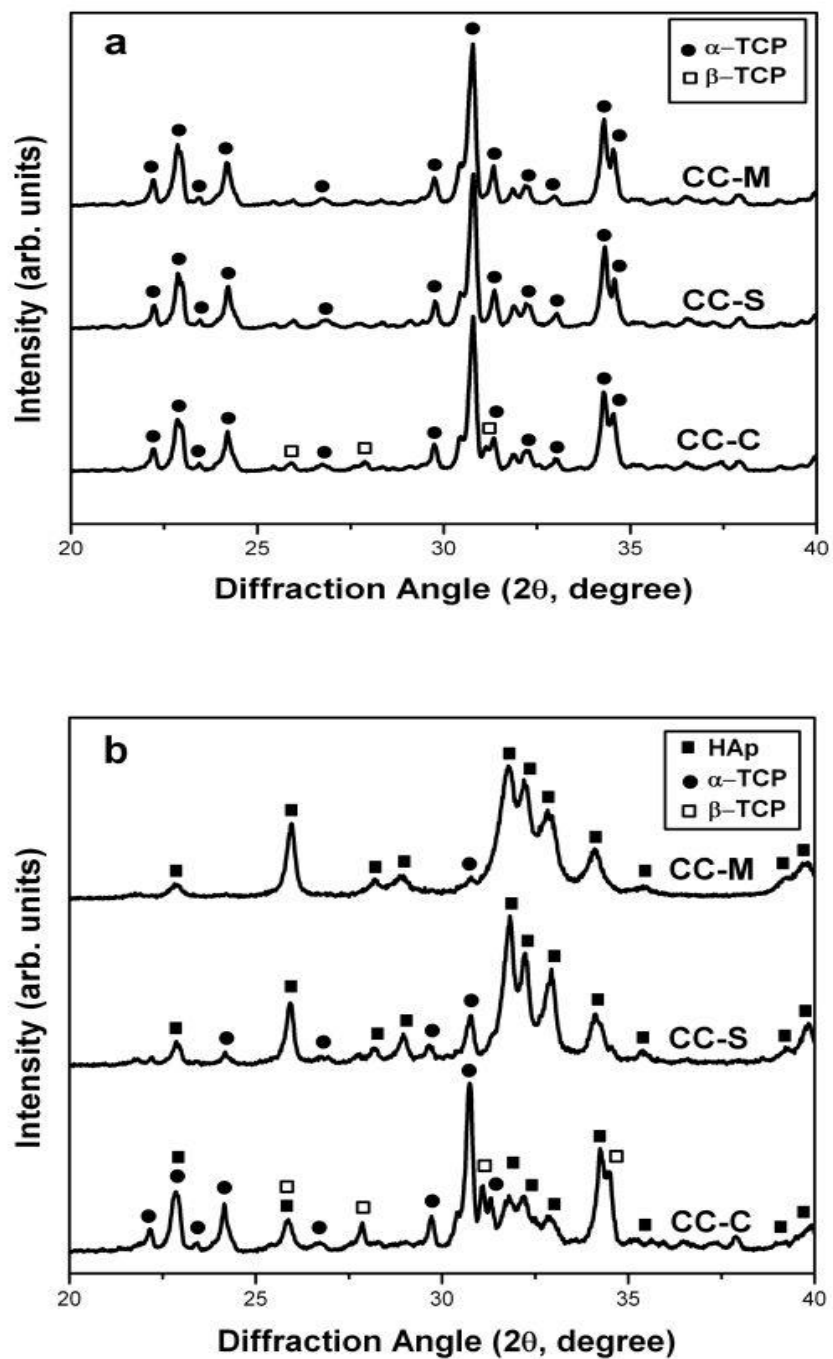 a
● α–TCP
□ β–TCP
CC-M
CC-S
CC-C
Intensity (arb. units)
20 25 30 35 40
Diffraction Angle (2θ, degree)
b
■ HAp
● α–TCP
□ β–TCP
CC-M
CC-S
CC-C
Intensity (arb. units)
20 25 30 35 40
Diffraction Angle (2θ, degree)